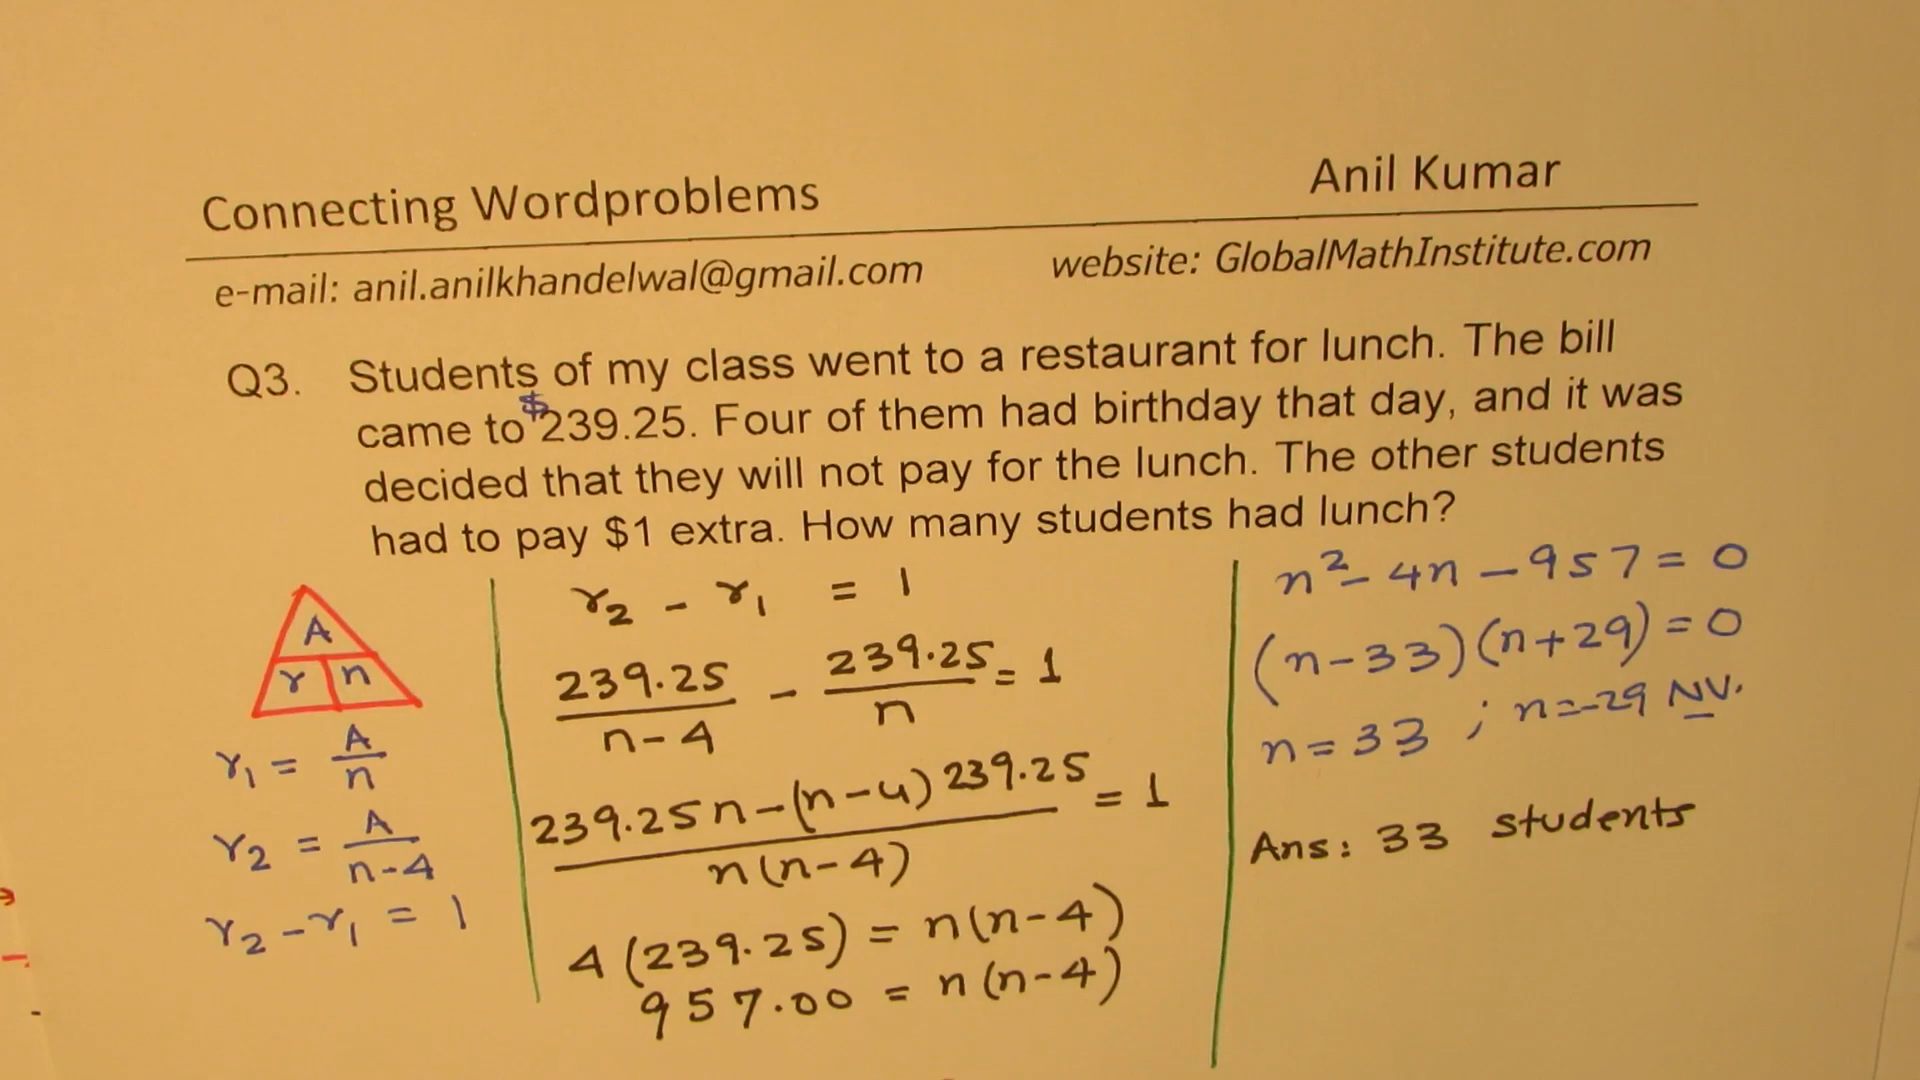 Connecting Wordproblems
Anil Kumar
e-mail: anil.anilkhandelwal@gmail.com
website: GlobalMathInstitute.com
Q3. Students of my class went to a restaurant for lunch. The bill
came to $239.25. Four of them had birthday that day, and it was
decided that they will not pay for the lunch. The other students
had to pay $1 extra. How many students had lunch?
A
r n
r₁ = A/n
r₂ = A/(n-4)
r₂ - r₁ = 1
r₂ - r₁ = 1
239.25/(n-4) - 239.25/n = 1
(239.25n-(n-4)239.25)/(n(n-4)) = 1
4(239.25) = n(n-4)
957.00 = n(n-4)
n²-4n-957=0
(n-33)(n+29)=0
n=33 ; n=-29 NV.
Ans: 33 students